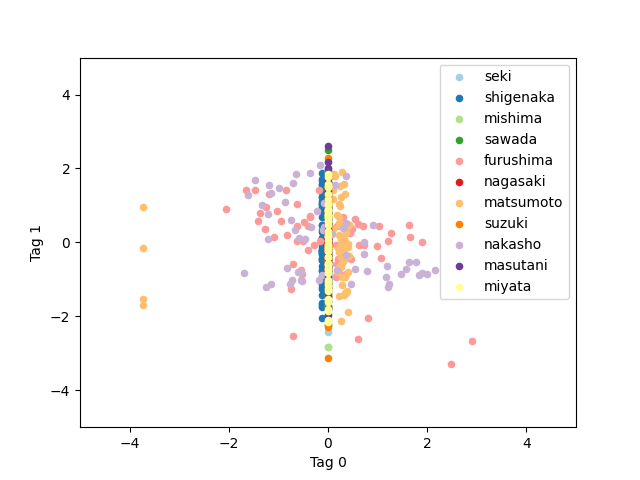 seki
shigenaka
mishima
sawada
furushima
nagasaki
matsumoto
suzuki
nakasho
masutani
miyata
4
2
0
−2
−4
Tag 1
−4 −2 0 2 4
Tag 0